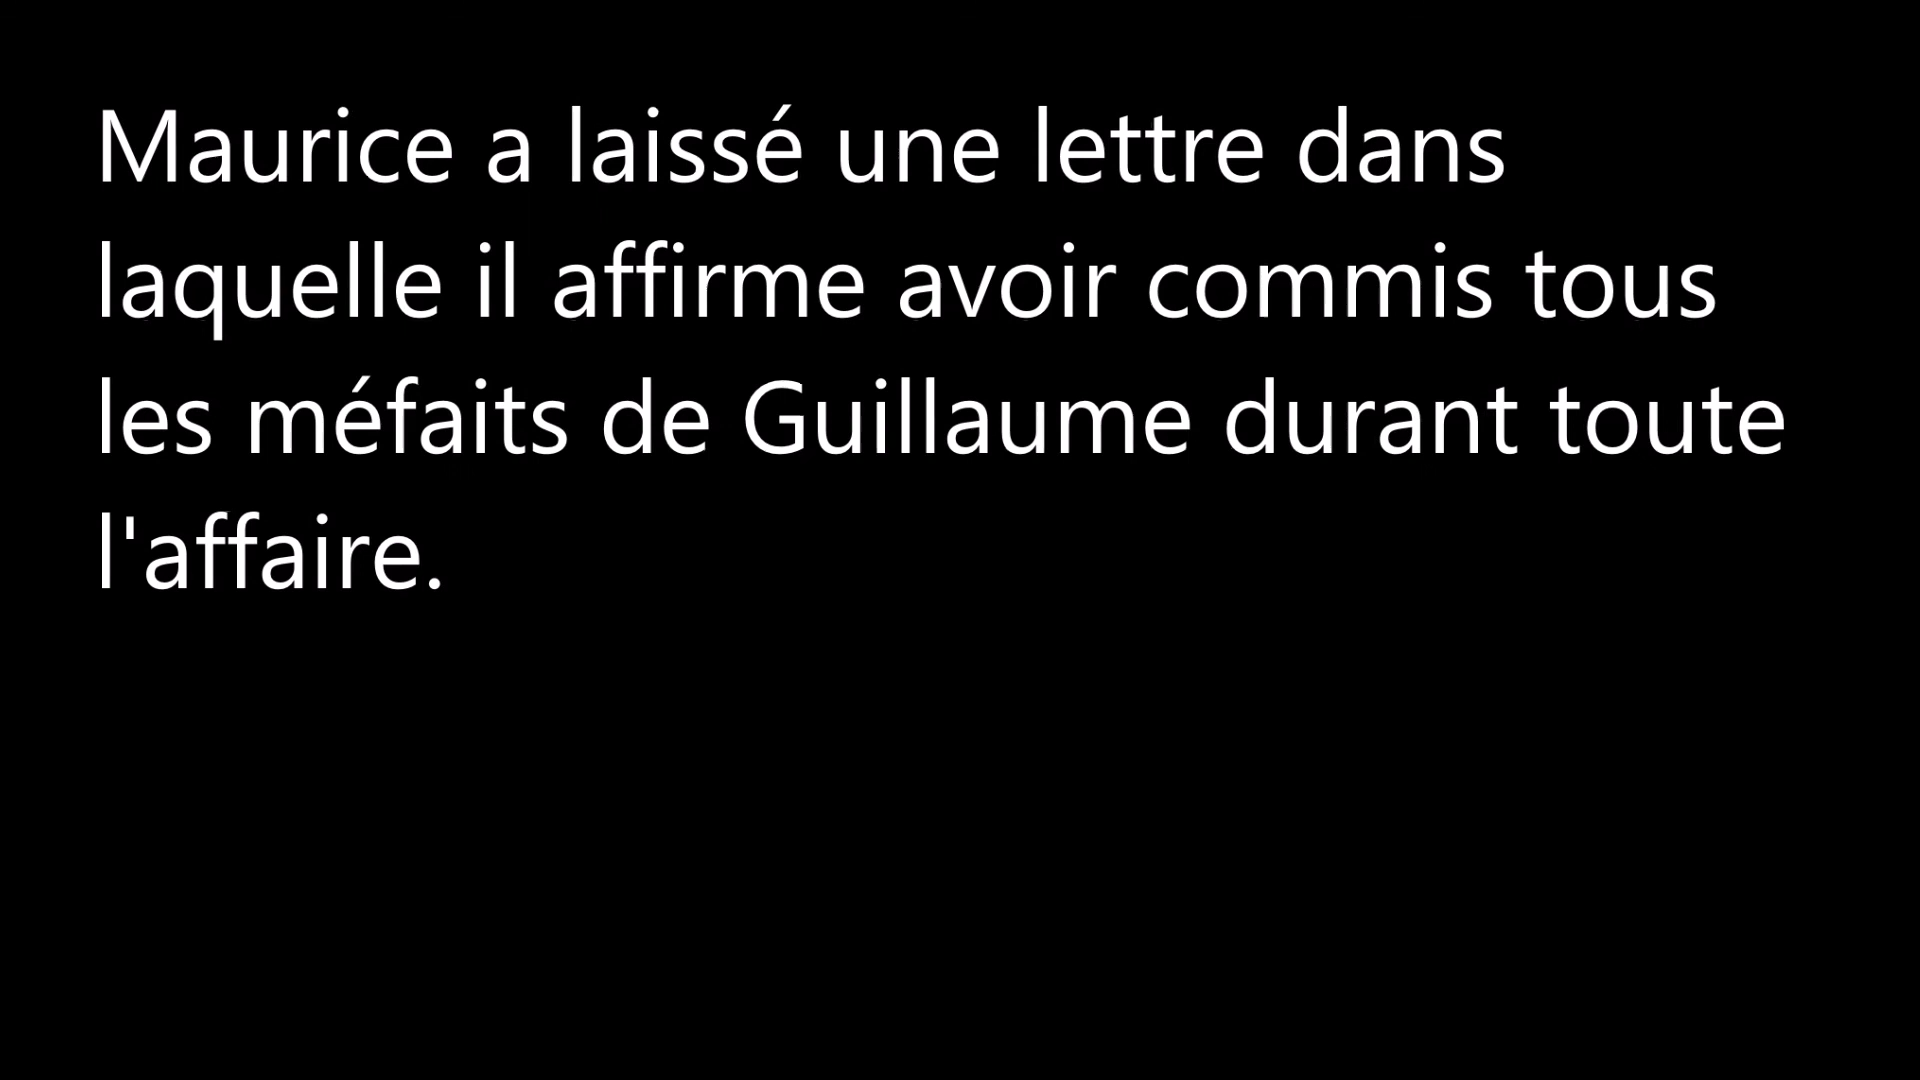 Maurice a laissé une lettre dans
laquelle il affirme avoir commis tous
les méfaits de Guillaume durant toute
l'affaire.